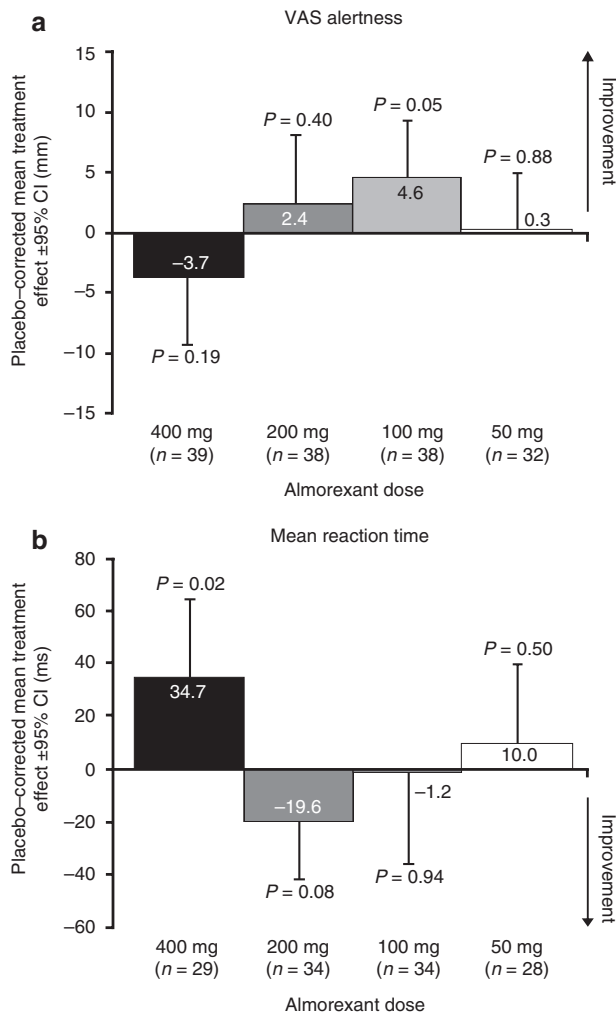 a
VAS alertness
Placebo–corrected mean treatment
effect ±95% CI (mm)
15
10
5
0
−5
−10
−15
P = 0.40
P = 0.05
P = 0.88
2.4
4.6
0.3
−3.7
P = 0.19
Improvement
400 mg
(n = 39)
200 mg
(n = 38)
100 mg
(n = 38)
50 mg
(n = 32)
Almorexant dose
b
Mean reaction time
Placebo–corrected mean treatment
effect ±95% CI (ms)
80
60
40
20
0
−20
−40
−60
P = 0.02
34.7
P = 0.50
10.0
−19.6
−1.2
P = 0.08
P = 0.94
Improvement
400 mg
(n = 29)
200 mg
(n = 34)
100 mg
(n = 34)
50 mg
(n = 28)
Almorexant dose